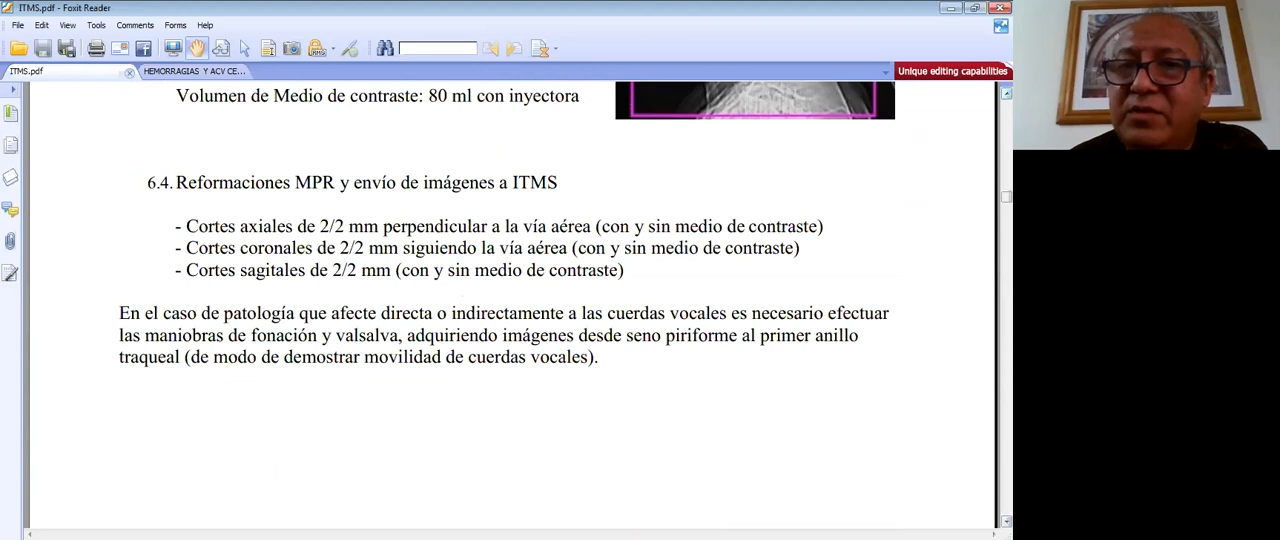 ITMS.pdf - Foxit Reader
File Edit View Tools Comments Forms Help
ITMS.pdf HEMORRAGIAS Y ACV CE... Unique editing capabilities
Volumen de Medio de contraste: 80 ml con inyectora
6.4. Reformaciones MPR y envío de imágenes a ITMS
- Cortes axiales de 2/2 mm perpendicular a la vía aérea (con y sin medio de contraste)
- Cortes coronales de 2/2 mm siguiendo la vía aérea (con y sin medio de contraste)
- Cortes sagitales de 2/2 mm (con y sin medio de contraste)
En el caso de patología que afecte directa o indirectamente a las cuerdas vocales es necesario efectuar
las maniobras de fonación y valsalva, adquiriendo imágenes desde seno piriforme al primer anillo
traqueal (de modo de demostrar movilidad de cuerdas vocales).